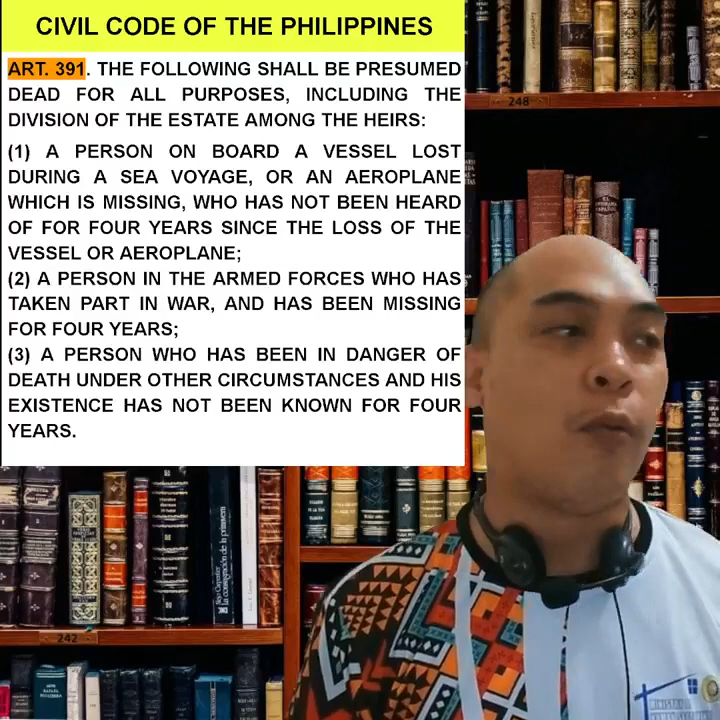 CIVIL CODE OF THE PHILIPPINES
ART. 391. THE FOLLOWING SHALL BE PRESUMED
DEAD FOR ALL PURPOSES, INCLUDING THE
DIVISION OF THE ESTATE AMONG THE HEIRS:
(1) A PERSON ON BOARD A VESSEL LOST
DURING A SEA VOYAGE, OR AN AEROPLANE
WHICH IS MISSING, WHO HAS NOT BEEN HEARD
OF FOR FOUR YEARS SINCE THE LOSS OF THE
VESSEL OR AEROPLANE;
(2) A PERSON IN THE ARMED FORCES WHO HAS
TAKEN PART IN WAR, AND HAS BEEN MISSING
FOR FOUR YEARS;
(3) A PERSON WHO HAS BEEN IN DANGER OF
DEATH UNDER OTHER CIRCUMSTANCES AND HIS
EXISTENCE HAS NOT BEEN KNOWN FOR FOUR
YEARS.
248
242